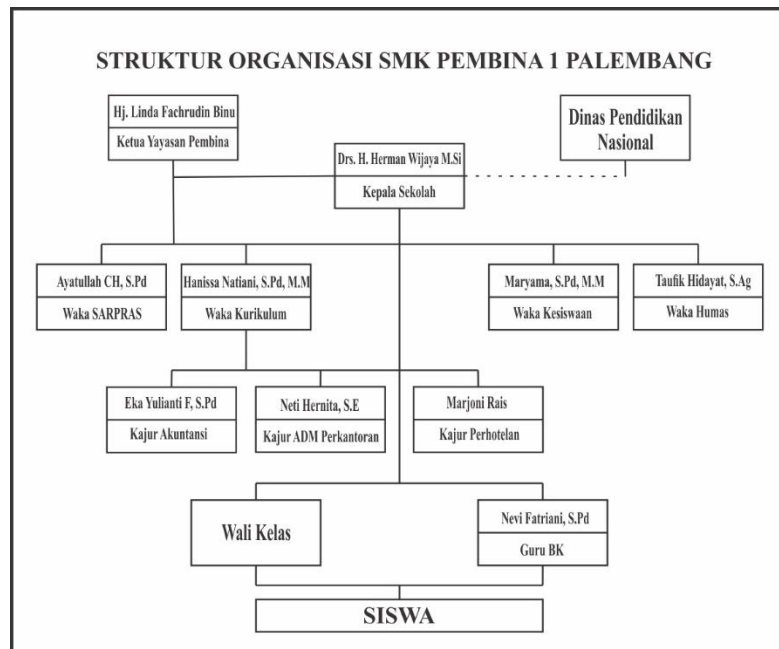 STRUKTUR ORGANISASI SMK PEMBINA 1 PALEMBANG
Hj. Linda Fachrudin Binu
Ketua Yayasan Pembina
Dinas Pendidikan
Nasional
Drs. H. Herman Wijaya M.Si
Kepala Sekolah
Ayatullah CH, S.Pd
Waka SARPRAS
Hanissa Natiani, S.Pd, M.M
Waka Kurikulum
Maryama, S.Pd, M.M
Waka Kesiswaan
Taufik Hidayat, S.Ag
Waka Humas
Eka Yulianti F, S.Pd
Kajur Akuntansi
Neti Hernita, S.E
Kajur ADM Perkantoran
Marjoni Rais
Kajur Perhotelan
Wali Kelas
Nevi Fatriani, S.Pd
Guru BK
SISWA